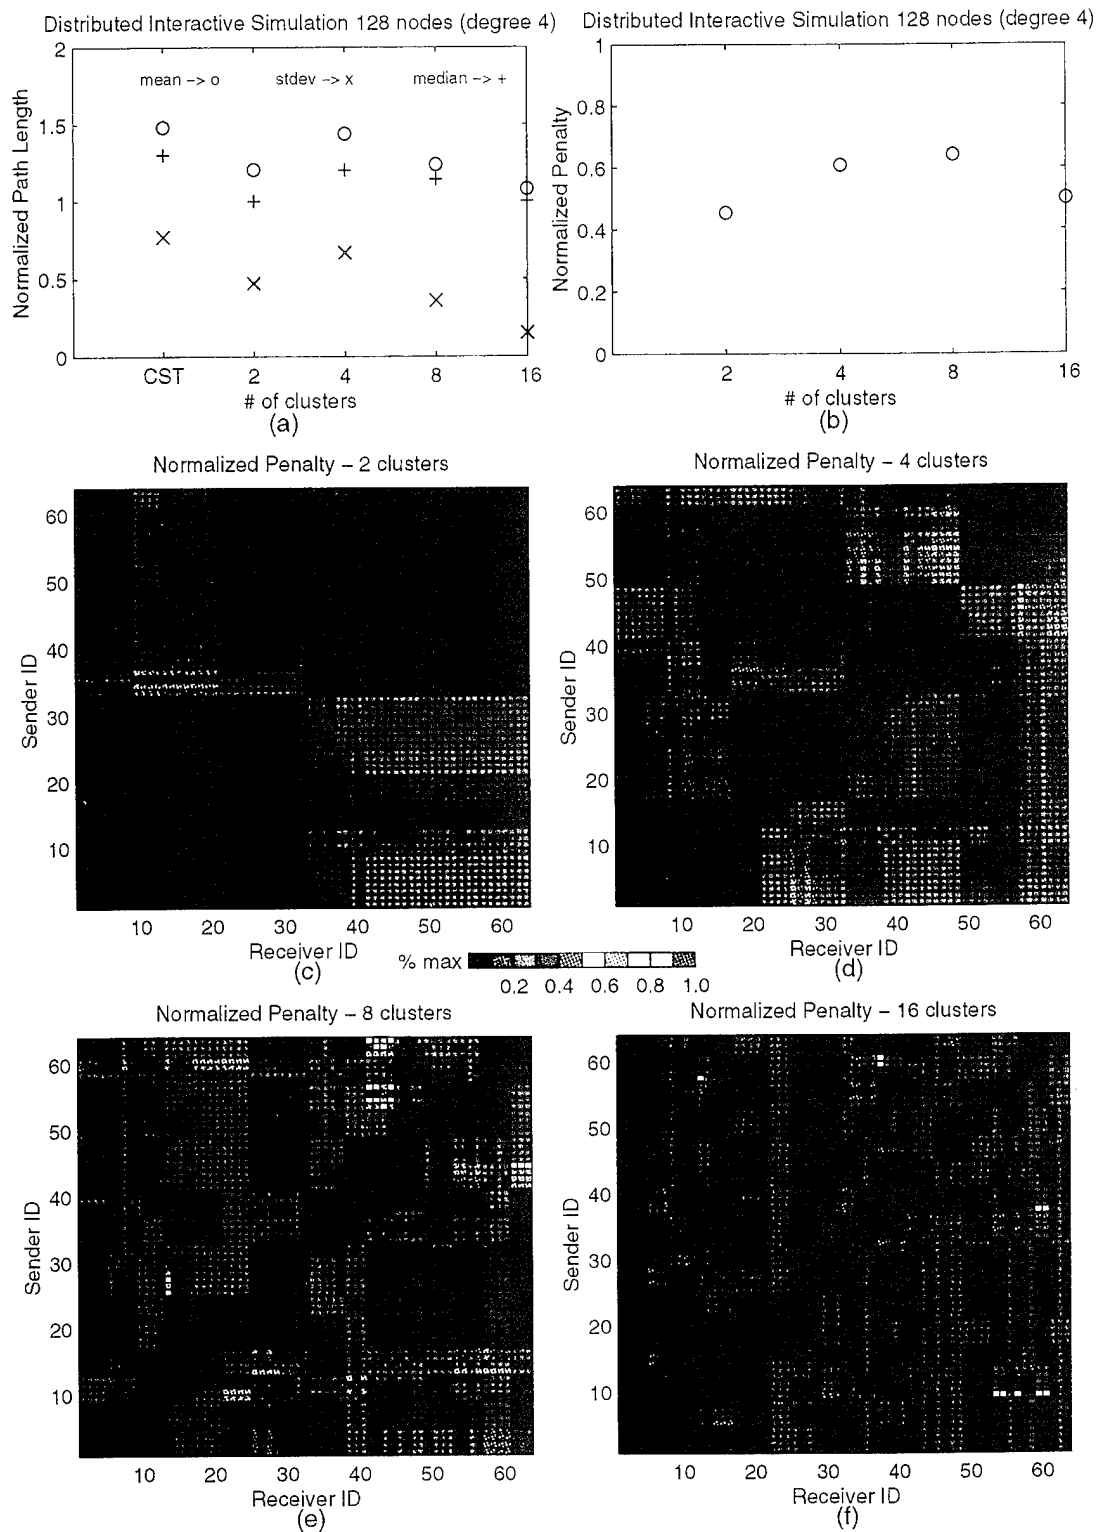 Distributed Interactive Simulation 128 nodes (degree 4)
2
1.5
1
0.5
0
mean -> o
stdev -> x
median -> +
Normalized Path Length
CST
2
4
8
16
# of clusters
(a)
Distributed Interactive Simulation 128 nodes (degree 4)
1
0.8
0.6
0.4
0.2
0
Normalized Penalty
2
4
8
16
# of clusters
(b)
Normalized Penalty – 2 clusters
60
50
40
30
20
10
Sender ID
10
20
30
40
50
60
Receiver ID
(c)
Normalized Penalty – 4 clusters
60
50
40
30
20
10
Sender ID
10
20
30
40
50
60
Receiver ID
(d)
% max
0.2
0.4
0.6
0.8
1.0
Normalized Penalty – 8 clusters
60
50
40
30
20
10
Sender ID
10
20
30
40
50
60
Receiver ID
(e)
Normalized Penalty – 16 clusters
60
50
40
30
20
10
Sender ID
10
20
30
40
50
60
Receiver ID
(f)